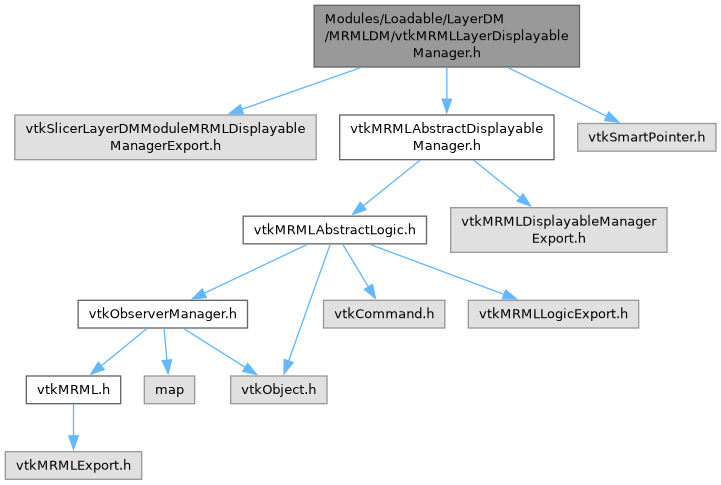 Modules/Loadable/LayerDM
/MRMLDM/vtkMRMLLayerDisplayable
Manager.h
vtkSlicerLayerDMModuleMRMLDisplayable
ManagerExport.h
vtkMRMLAbstractDisplayable
Manager.h
vtkSmartPointer.h
vtkMRMLAbstractLogic.h
vtkMRMLDisplayableManager
Export.h
vtkObserverManager.h
vtkCommand.h
vtkMRMLLogicExport.h
vtkMRML.h
map
vtkObject.h
vtkMRMLExport.h